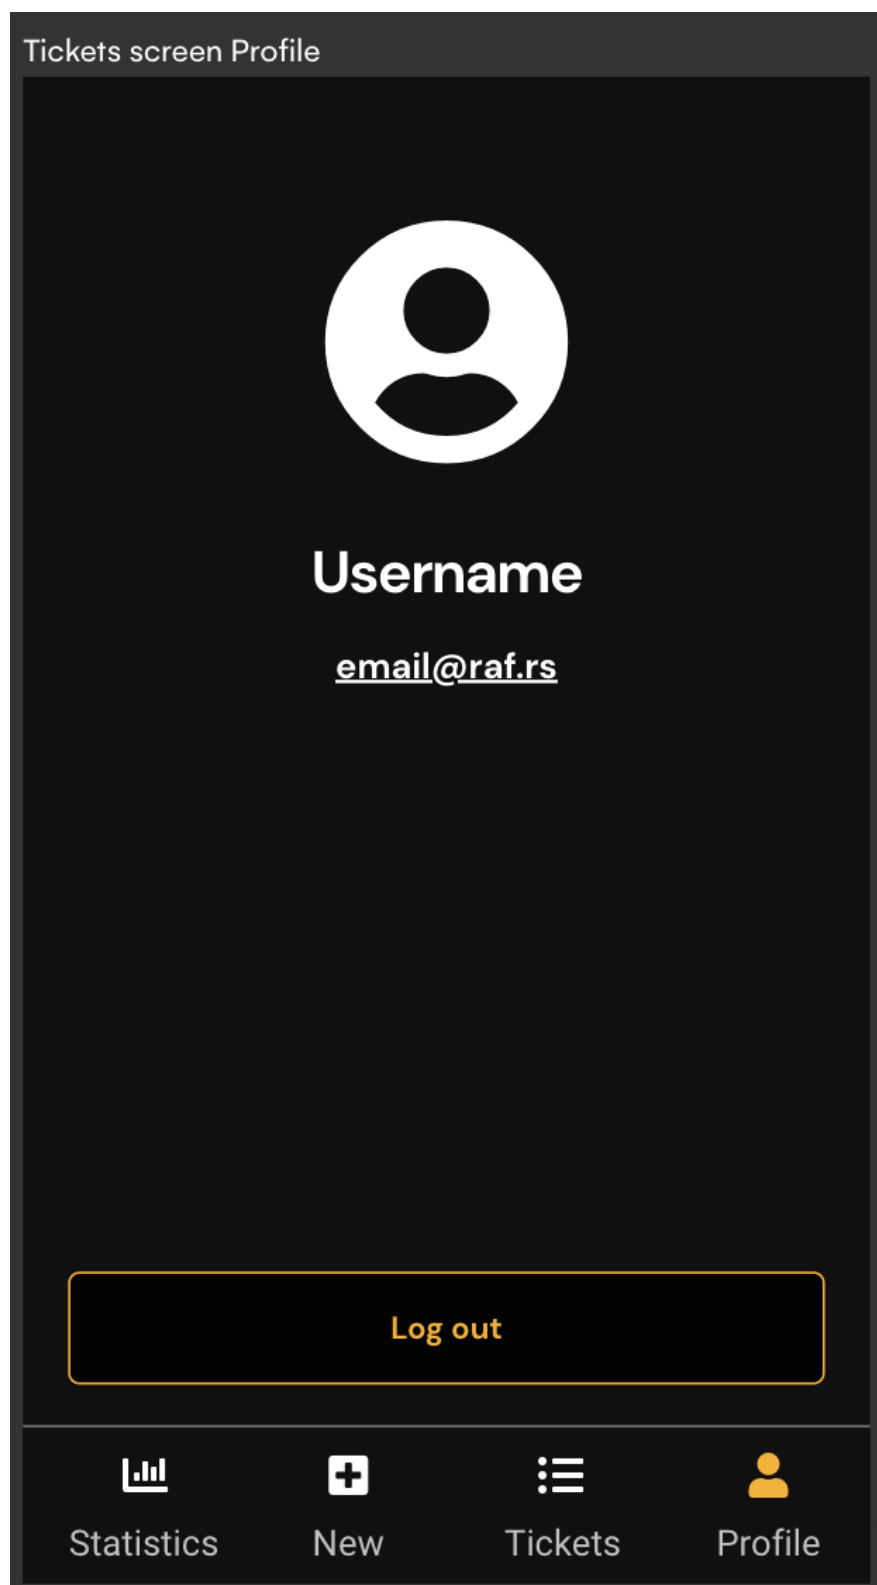 Tickets screen Profile
Username
email@raf.rs
Log out
Statistics New Tickets Profile